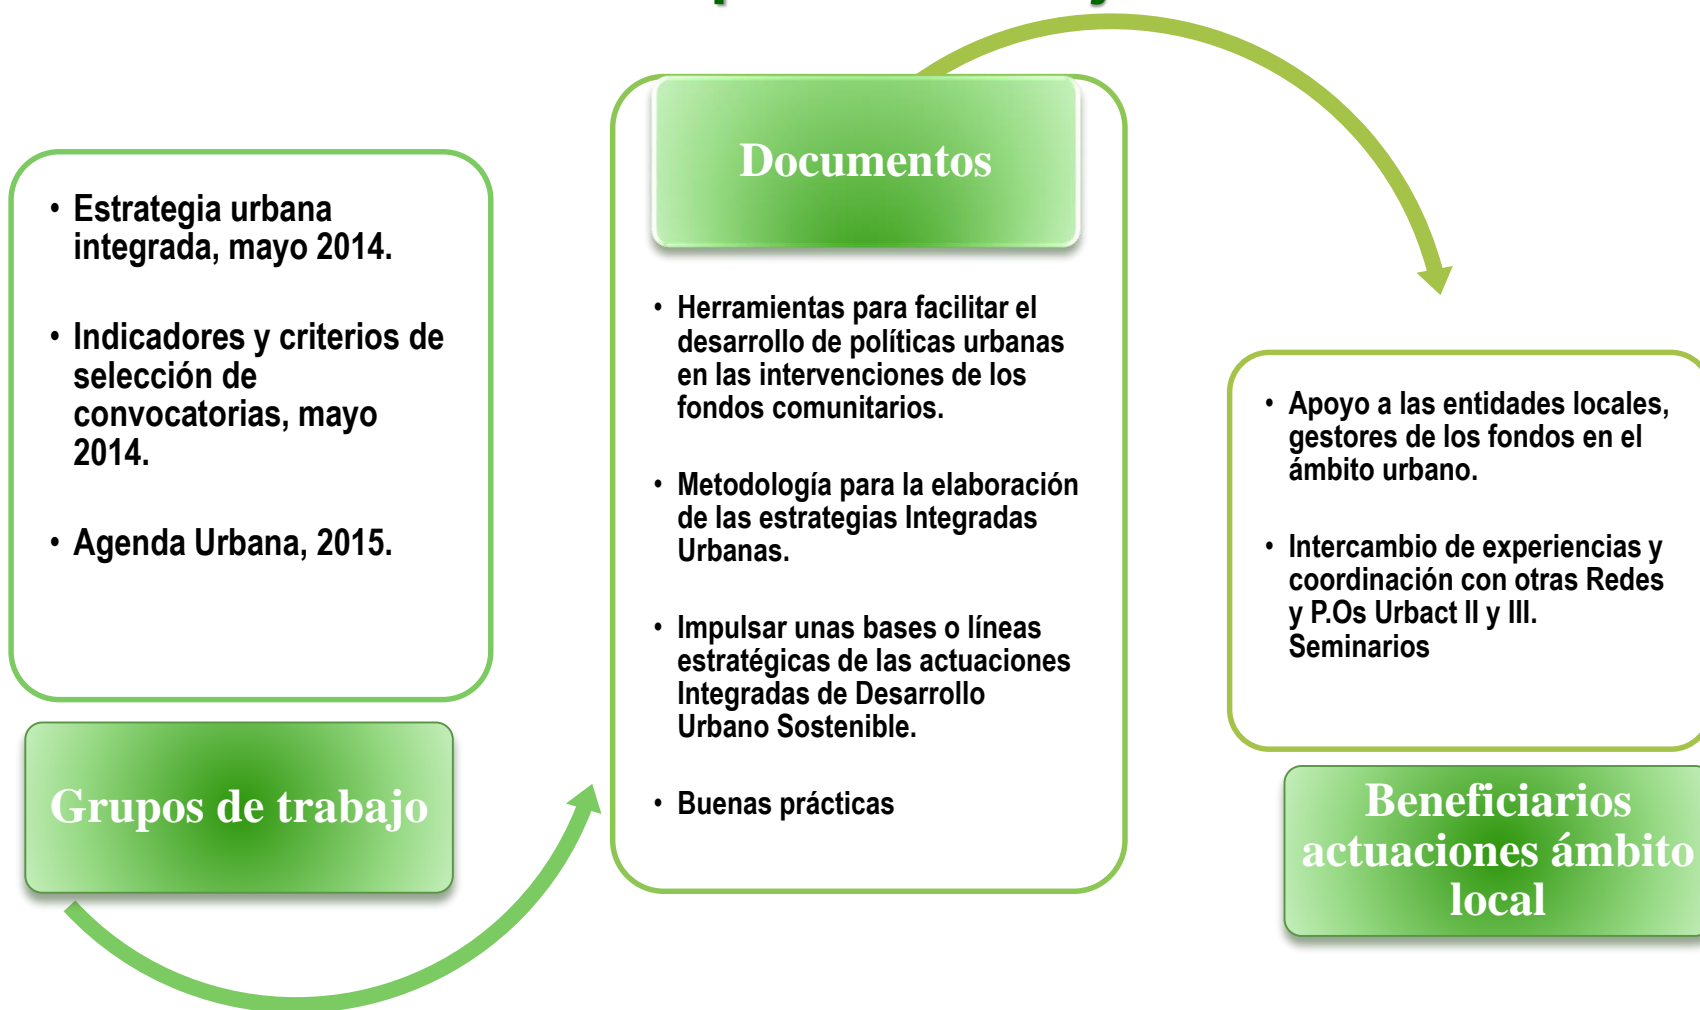 • Estrategia urbana
integrada, mayo 2014.
• Indicadores y criterios de
selección de
convocatorias, mayo
2014.
• Agenda Urbana, 2015.
Grupos de trabajo
Documentos
• Herramientas para facilitar el
desarrollo de políticas urbanas
en las intervenciones de los
fondos comunitarios.
• Metodología para la elaboración
de las estrategias Integradas
Urbanas.
• Impulsar unas bases o líneas
estratégicas de las actuaciones
Integradas de Desarrollo
Urbano Sostenible.
• Buenas prácticas
• Apoyo a las entidades locales,
gestores de los fondos en el
ámbito urbano.
• Intercambio de experiencias y
coordinación con otras Redes
y P.Os Urbact II y III.
Seminarios
Beneficiarios
actuaciones ámbito
local